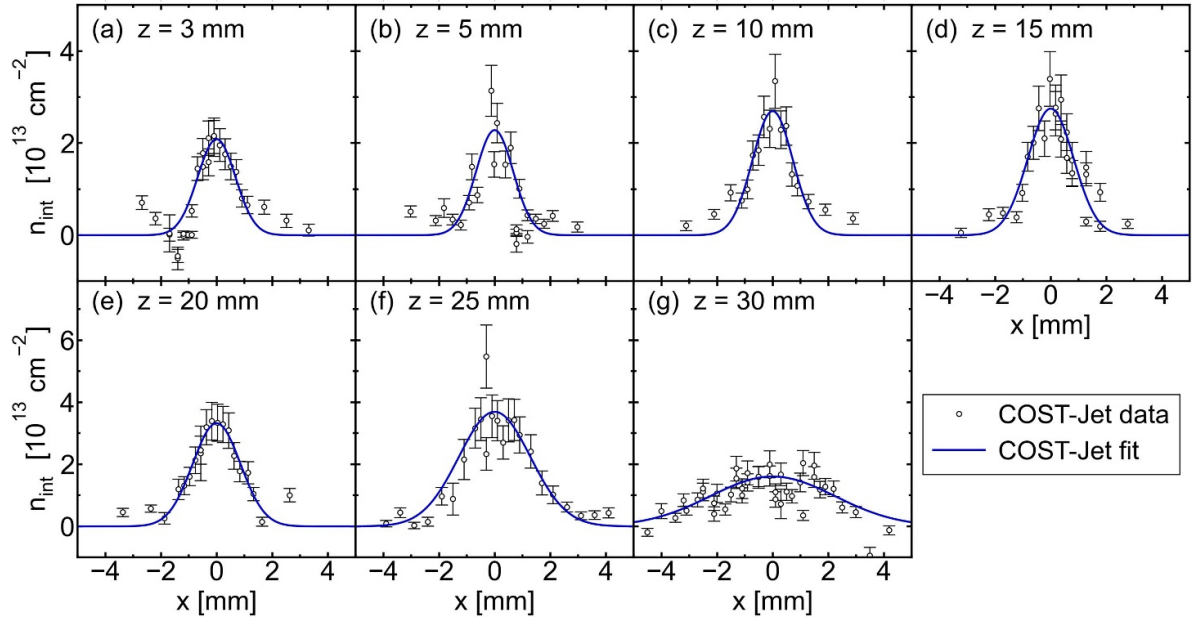 (a) z = 3 mm
(b) z = 5 mm
(c) z = 10 mm
(d) z = 15 mm
4
2
0
n_int [10^13 cm^−2]
−4 −2 0 2 4
x [mm]
(e) z = 20 mm
(f) z = 25 mm
(g) z = 30 mm
6
4
2
0
n_int [10^13 cm^−2]
COST-Jet data
COST-Jet fit
−4 −2 0 2 4
−4 −2 0 2 4
−4 −2 0 2 4
x [mm]
x [mm]
x [mm]